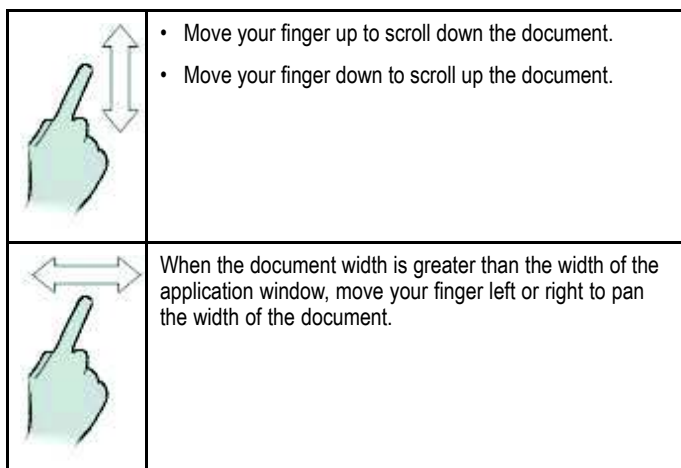 • Move your finger up to scroll down the document.
• Move your finger down to scroll up the document.
When the document width is greater than the width of the
application window, move your finger left or right to pan
the width of the document.